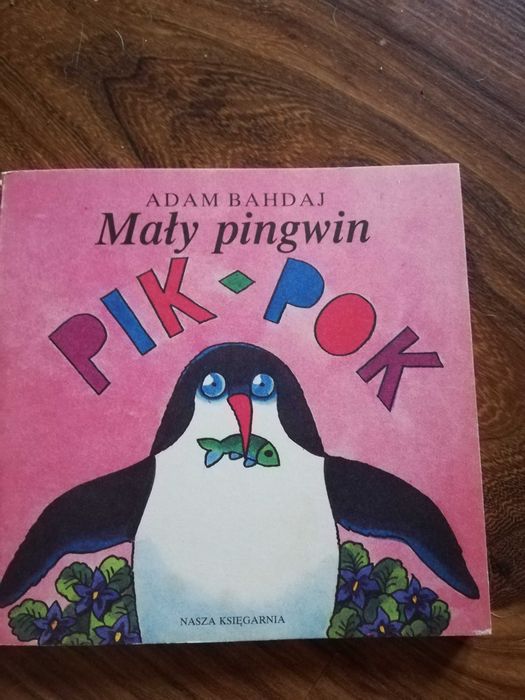 ADAM BAHDAJ
Mały pingwin
PIK-POK
NASZA KSIĘGARNIA